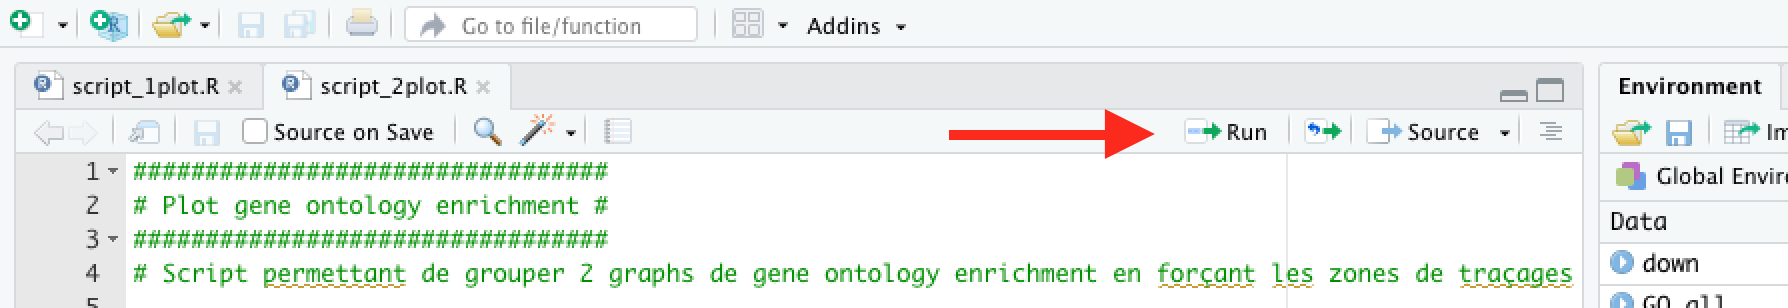 Go to file/function
Addins
script_1plot.R
script_2plot.R
Environment
Source on Save
Run
Source
Im
1 #################################
2 # Plot gene ontology enrichment #
3 #################################
4 # Script permettant de grouper 2 graphs de gene ontology enrichment en forçant les zones de traçages
5
Global Enviro
Data
down
GO_all